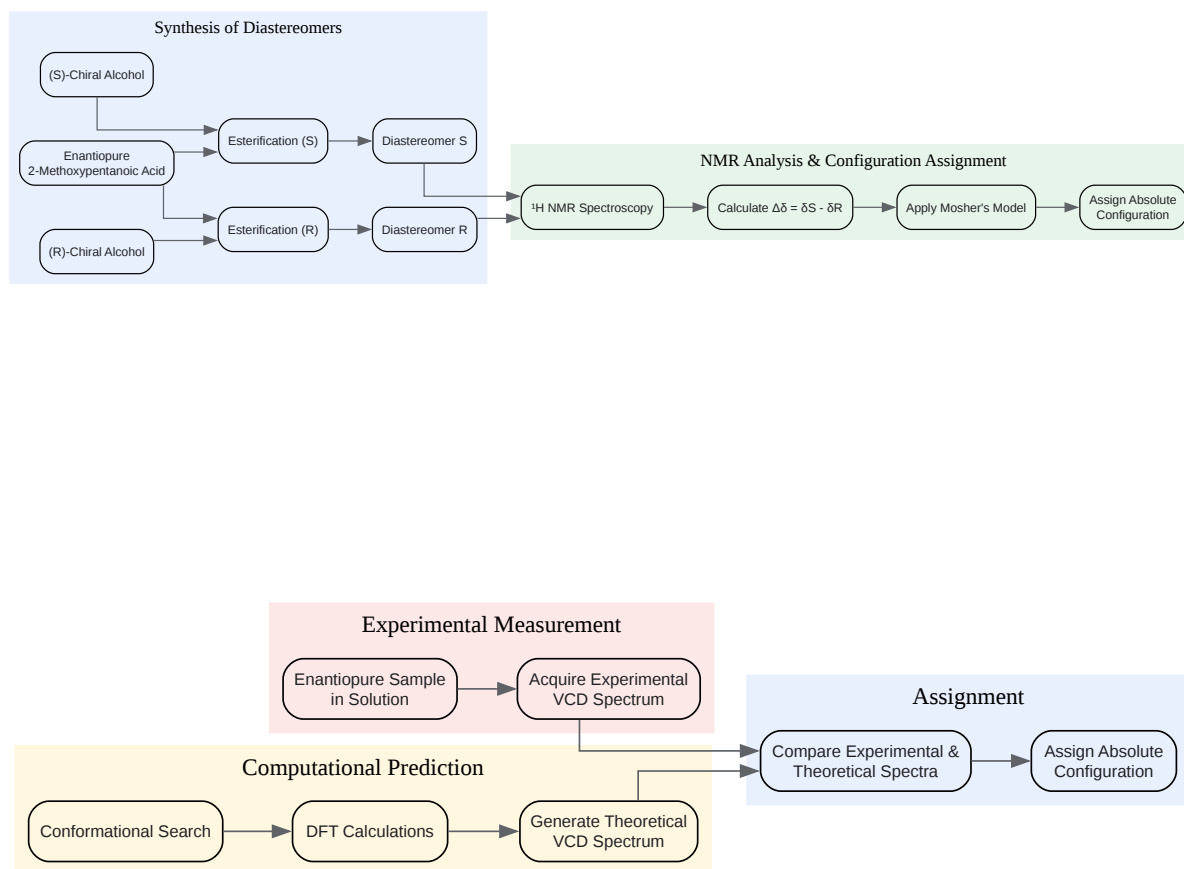 Synthesis of Diastereomers
(S)-Chiral Alcohol
Enantiopure
2-Methoxypentanoic Acid
(R)-Chiral Alcohol
Esterification (S)
Diastereomer S
Esterification (R)
Diastereomer R
NMR Analysis & Configuration Assignment
¹H NMR Spectroscopy
Calculate Δδ = δS - δR
Apply Mosher's Model
Assign Absolute
Configuration
Experimental Measurement
Enantiopure Sample
in Solution
Acquire Experimental
VCD Spectrum
Computational Prediction
Conformational Search
DFT Calculations
Generate Theoretical
VCD Spectrum
Assignment
Compare Experimental &
Theoretical Spectra
Assign Absolute
Configuration